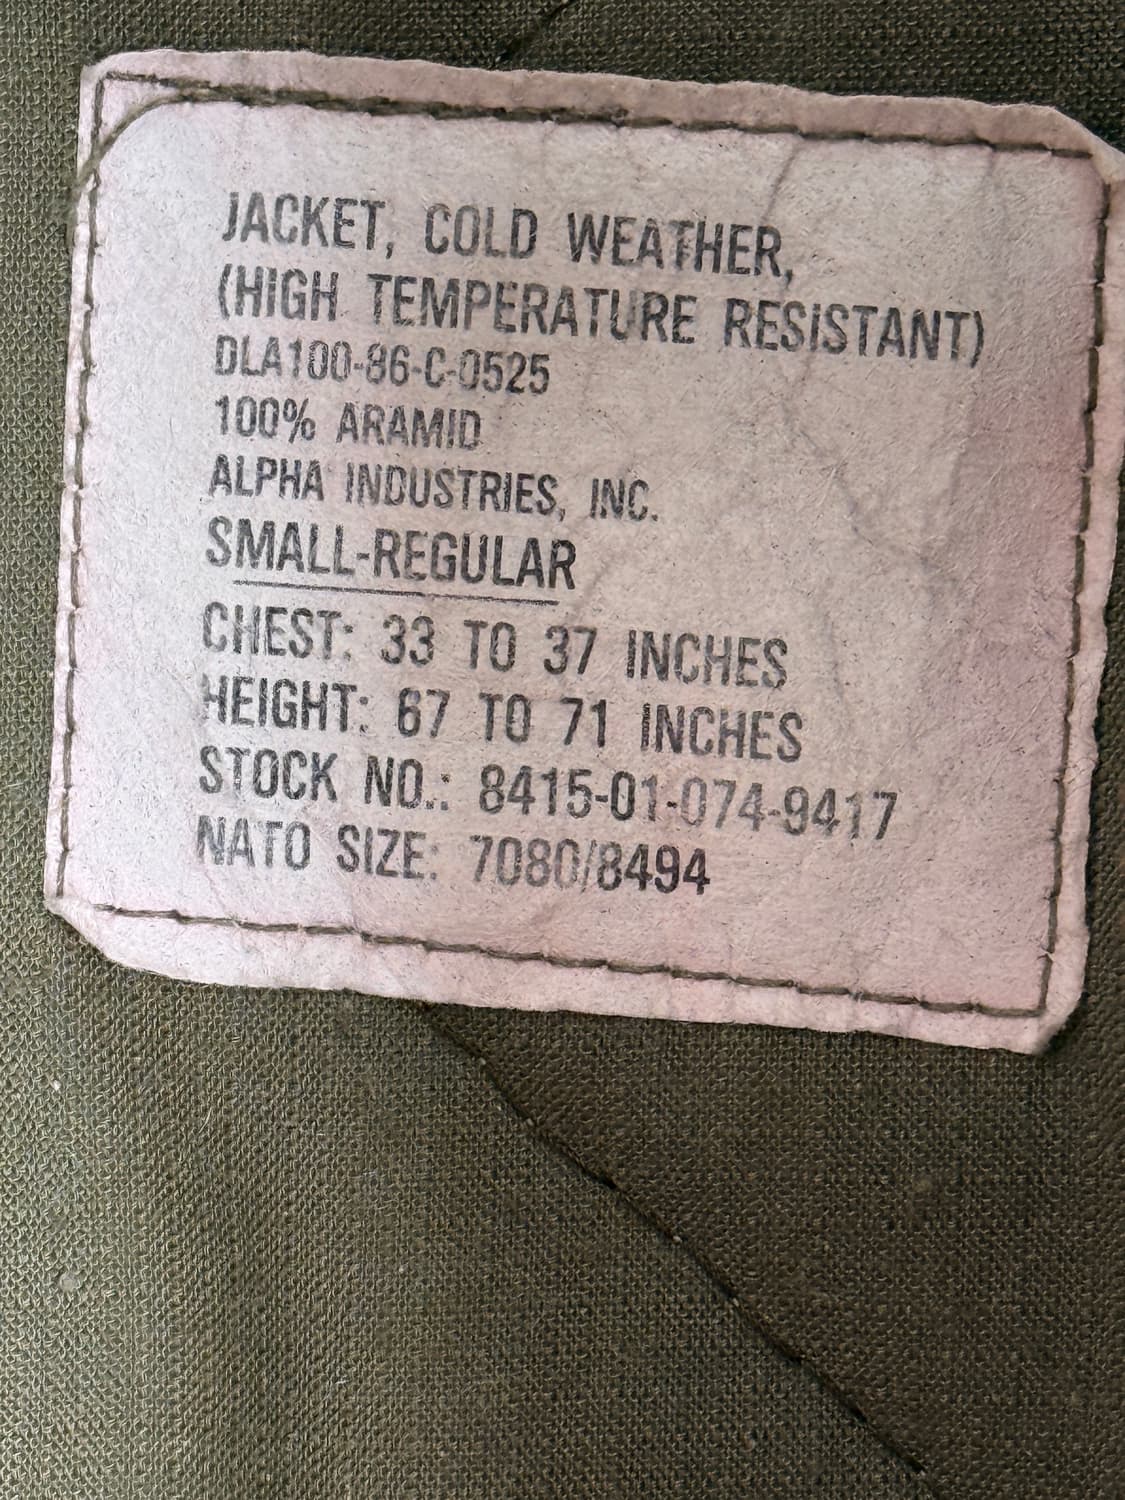 JACKET, COLD WEATHER,
(HIGH TEMPERATURE RESISTANT)
DLA100-86-C-0525
100% ARAMID
ALPHA INDUSTRIES, INC.
SMALL-REGULAR
CHEST: 33 TO 37 INCHES
HEIGHT: 67 TO 71 INCHES
STOCK NO.: 8415-01-074-9417
NATO SIZE: 7080/8494